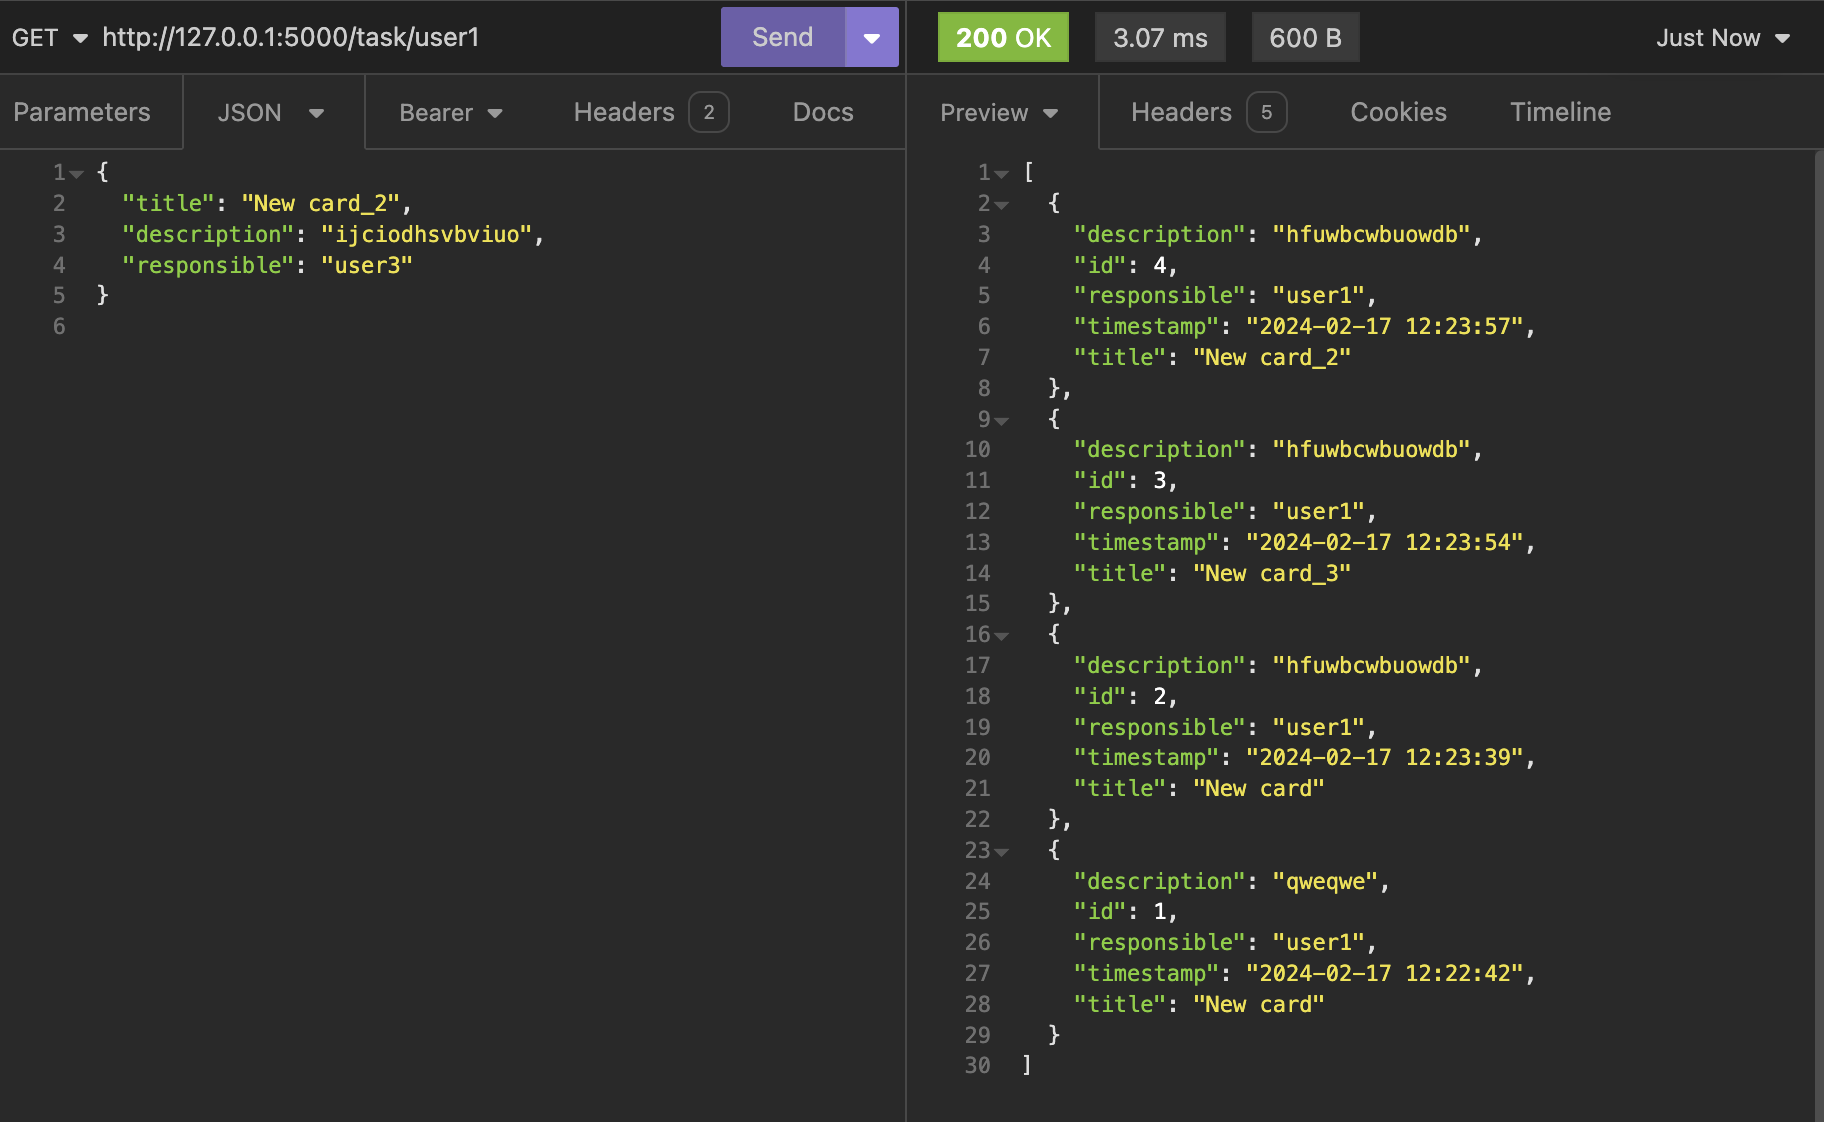 GET http://127.0.0.1:5000/task/user1 Send
200 OK 3.07 ms 600 B Just Now
Parameters JSON Bearer Headers 2 Docs
Preview Headers 5 Cookies Timeline
1 {
2 "title": "New card_2",
3 "description": "ijciodhsvbviuo",
4 "responsible": "user3"
5 }
6
1 [
2 {
3 "description": "hfuwbcwbuowdb",
4 "id": 4,
5 "responsible": "user1",
6 "timestamp": "2024-02-17 12:23:57",
7 "title": "New card_2"
8 },
9 {
10 "description": "hfuwbcwbuowdb",
11 "id": 3,
12 "responsible": "user1",
13 "timestamp": "2024-02-17 12:23:54",
14 "title": "New card_3"
15 },
16 {
17 "description": "hfuwbcwbuowdb",
18 "id": 2,
19 "responsible": "user1",
20 "timestamp": "2024-02-17 12:23:39",
21 "title": "New card"
22 },
23 {
24 "description": "qweqwe",
25 "id": 1,
26 "responsible": "user1",
27 "timestamp": "2024-02-17 12:22:42",
28 "title": "New card"
29 }
30 ]